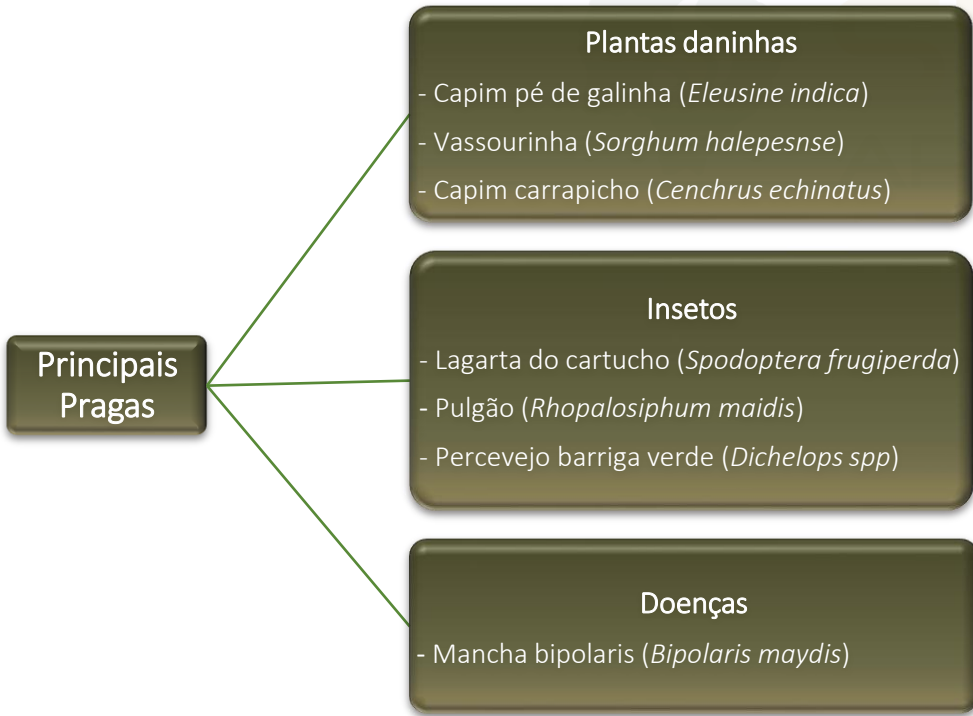 Principais
Pragas
Plantas daninhas
- Capim pé de galinha (Eleusine indica)
- Vassourinha (Sorghum halepesnse)
- Capim carrapicho (Cenchrus echinatus)
Insetos
- Lagarta do cartucho (Spodoptera frugiperda)
- Pulgão (Rhopalosiphum maidis)
- Percevejo barriga verde (Dichelops spp)
Doenças
- Mancha bipolaris (Bipolaris maydis)